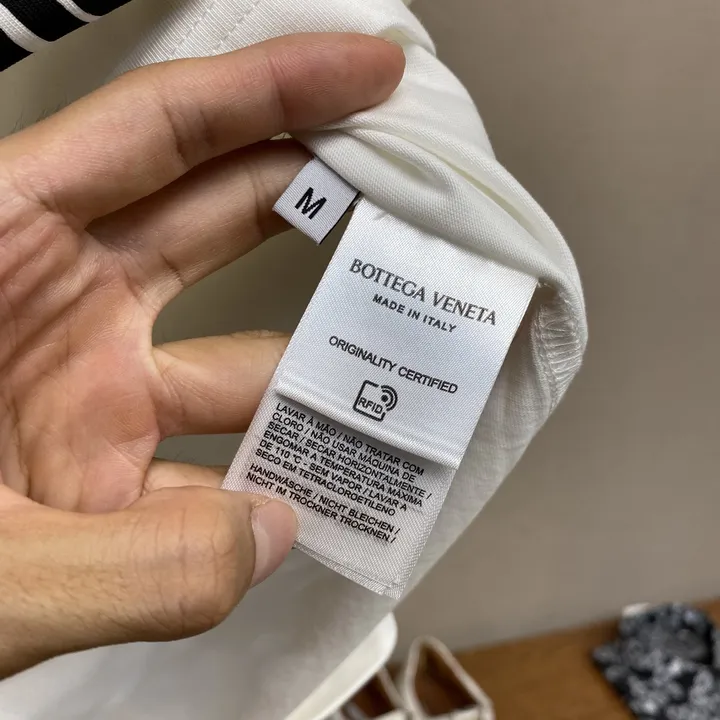 M
BOTTEGA VENETA
MADE IN ITALY
ORIGINALITY CERTIFIED
RFID
LAVAR À MÃO / NÃO TRATAR COM
CLORO / NÃO USAR MÁQUINA DE
SECAR / SECAR HORIZONTALMENTE /
ENGOMAR A TEMPERATURA MÁXIMA
DE 110°C - SEM VAPOR / LAVAR A
SECO EM TETRACLOROETILENO
HANDWÄSCHE / NICHT BLEICHEN /
NICHT IM TROCKNER TROCKNEN /